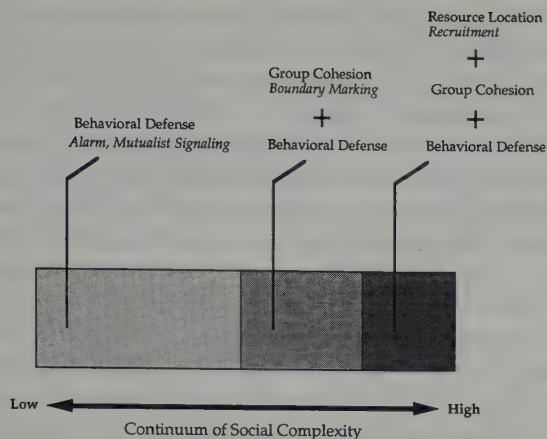 Resource Location
Recruitment
+
Group Cohesion
Boundary Marking
+
Behavioral Defense
Group Cohesion
+
Behavioral Defense
Behavioral Defense
Alarm, Mutualist Signaling
Low
High
Continuum of Social Complexity